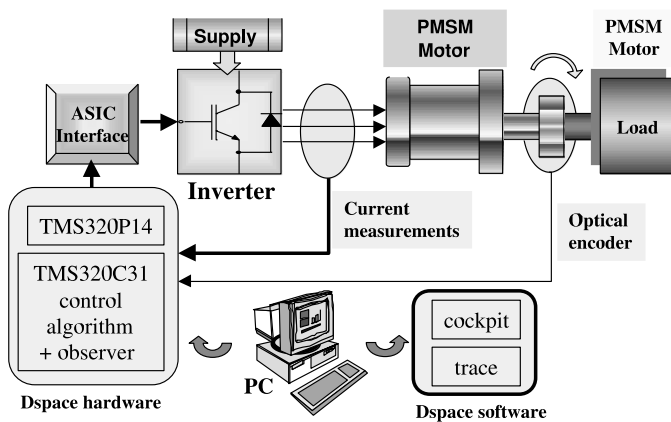 Supply
PMSM
Motor
PMSM
Motor
ASIC
Interface
Load
Inverter
TMS320P14
Current
measurements
Optical
encoder
TMS320C31
control
algorithm
+ observer
cockpit
trace
PC
Dspace hardware
Dspace software